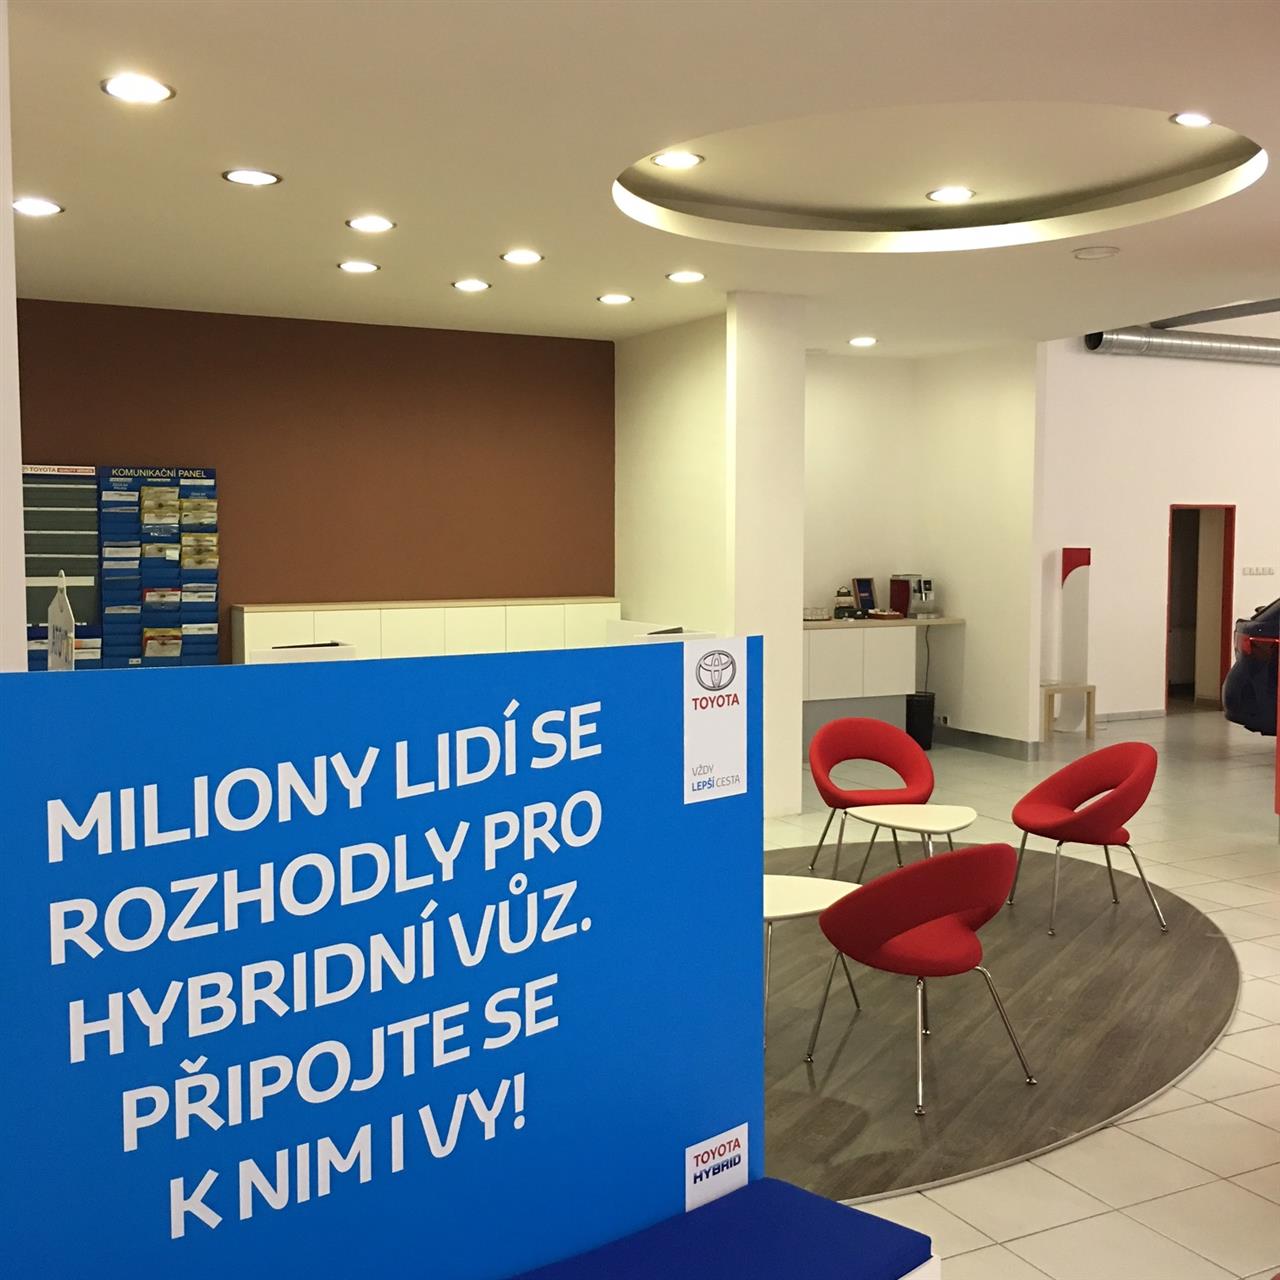 TOYOTA
KOMUNIKAČNÍ PANEL
MILIONY LIDÍ SE
ROZHODLY PRO
HYBRIDNÍ VŮZ.
PŘIPOJTE SE
K NIM I VY!
TOYOTA
VŽDY
LEPŠÍ CESTA
TOYOTA
HYBRID